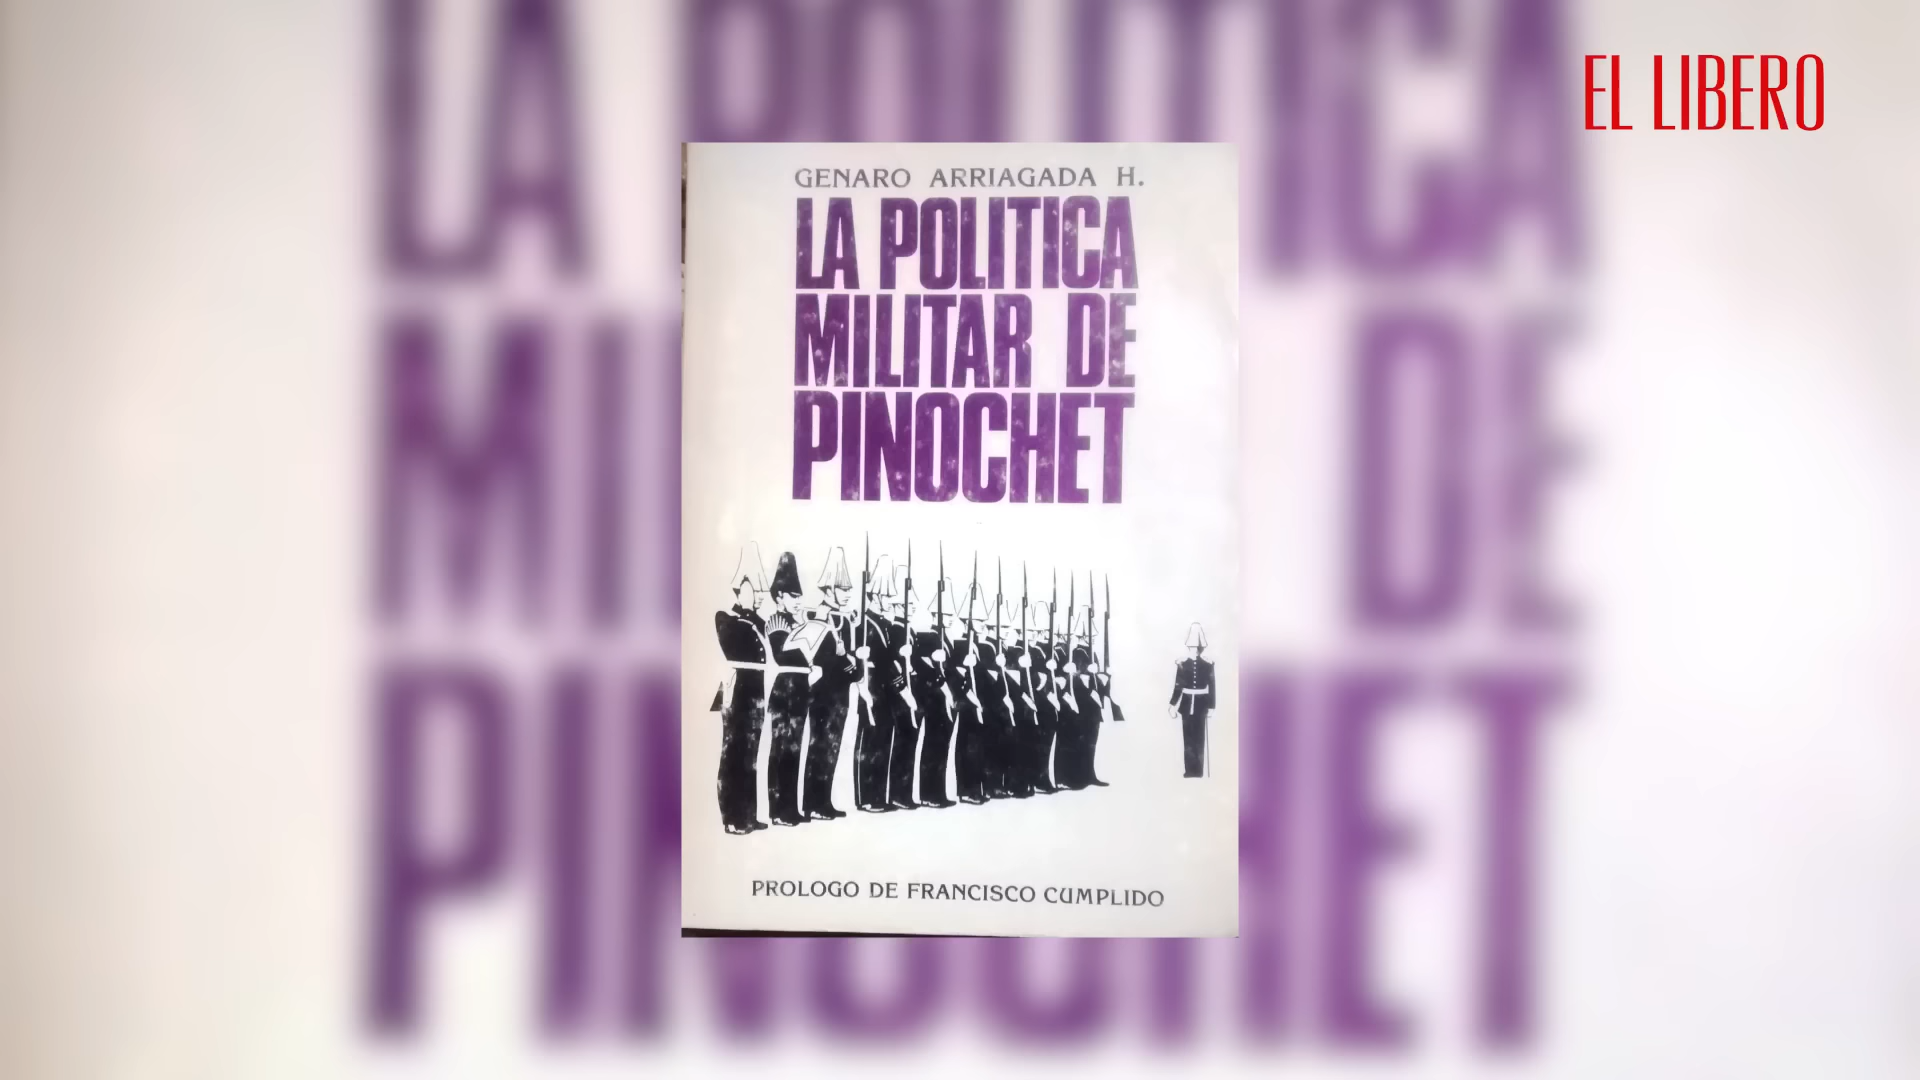 EL LIBERO
GENARO ARRIAGADA H.
LA POLITICA
MILITAR DE
PINOCHET
PROLOGO DE FRANCISCO CUMPLIDO